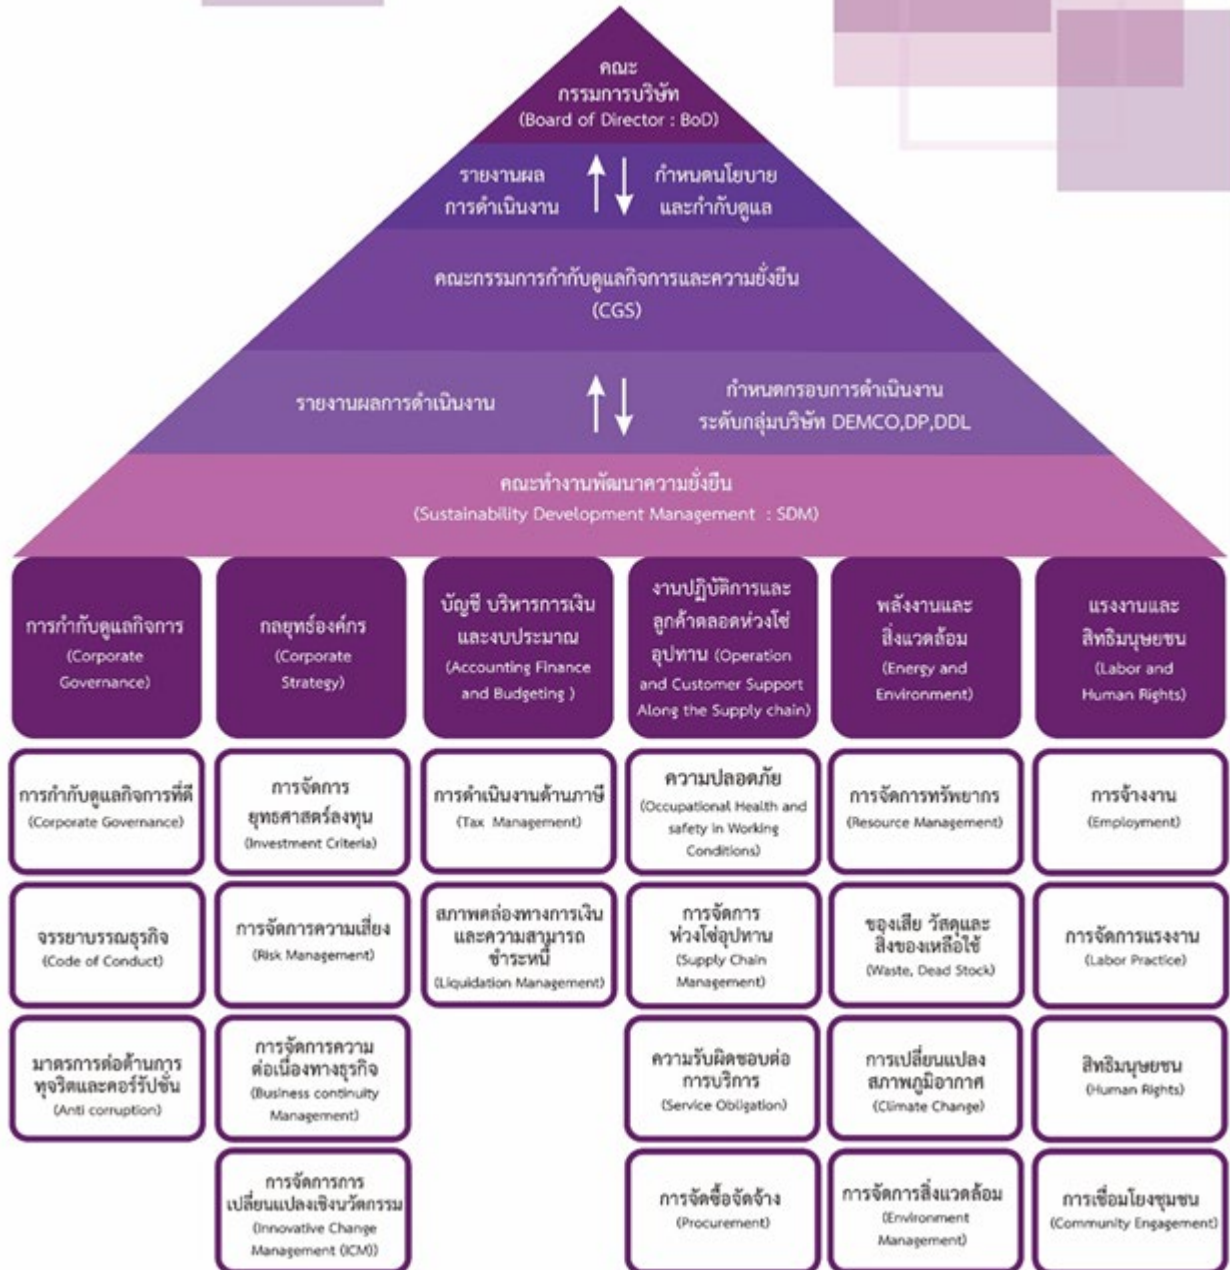 คณะ
กรรมการบริษัท
(Board of Director : BoD)
รายงานผล
การดำเนินงาน
กำหนดนโยบาย
และกำกับดูแล
คณะกรรมการกำกับดูแลกิจการและความยั่งยืน
(CGS)
รายงานผลการดำเนินงาน
กำหนดกรอบการดำเนินงาน
ระดับกลุ่มบริษัท DEMCO,DP,DDL
คณะทำงานพัฒนาความยั่งยืน
(Sustainability Development Management : SDM)
การกำกับดูแลกิจการ
(Corporate
Governance)
กลยุทธ์องค์กร
(Corporate
Strategy)
บัญชี บริหารการเงิน
และงบประมาณ
(Accounting Finance
and Budgeting )
งานปฏิบัติการและ
ลูกค้าตลอดห่วงโซ่
อุปทาน (Operation
and Customer Support
Along the Supply chain)
พลังงานและ
สิ่งแวดล้อม
(Energy and
Environment)
แรงงานและ
สิทธิมนุษยชน
(Labor and
Human Rights)
การกำกับดูแลกิจการที่ดี
(Corporate Governance)
การจัดการ
ยุทธศาสตร์ลงทุน
(Investment Criteria)
การดำเนินงานด้านภาษี
(Tax Management)
ความปลอดภัย
(Occupational Health and
safety in Working
Conditions)
การจัดการทรัพยากร
(Resource Management)
การจ้างงาน
(Employment)
จรรยาบรรณธุรกิจ
(Code of Conduct)
การจัดการความเสี่ยง
(Risk Management)
สภาพคล่องทางการเงิน
และความสามารถ
ชำระหนี้
(Liquidation Management)
การจัดการ
ห่วงโซ่อุปทาน
(Supply Chain
Management)
ของเสีย วัสดุและ
สิ่งของเหลือใช้
(Waste, Dead Stock)
การจัดการแรงงาน
(Labor Practice)
มาตรการต่อต้านการ
ทุจริตและคอร์รัปชั่น
(Anti corruption)
การจัดการความ
ต่อเนื่องทางธุรกิจ
(Business continuity
Management)
ความรับผิดชอบต่อ
การบริการ
(Service Obligation)
การเปลี่ยนแปลง
สภาพภูมิอากาศ
(Climate Change)
สิทธิมนุษยชน
(Human Rights)
การจัดการการ
เปลี่ยนแปลงเชิงนวัตกรรม
(Innovative Change
Management (ICM))
การจัดซื้อจัดจ้าง
(Procurement)
การจัดการสิ่งแวดล้อม
(Environment
Management)
การเชื่อมโยงชุมชน
(Community Engagement)